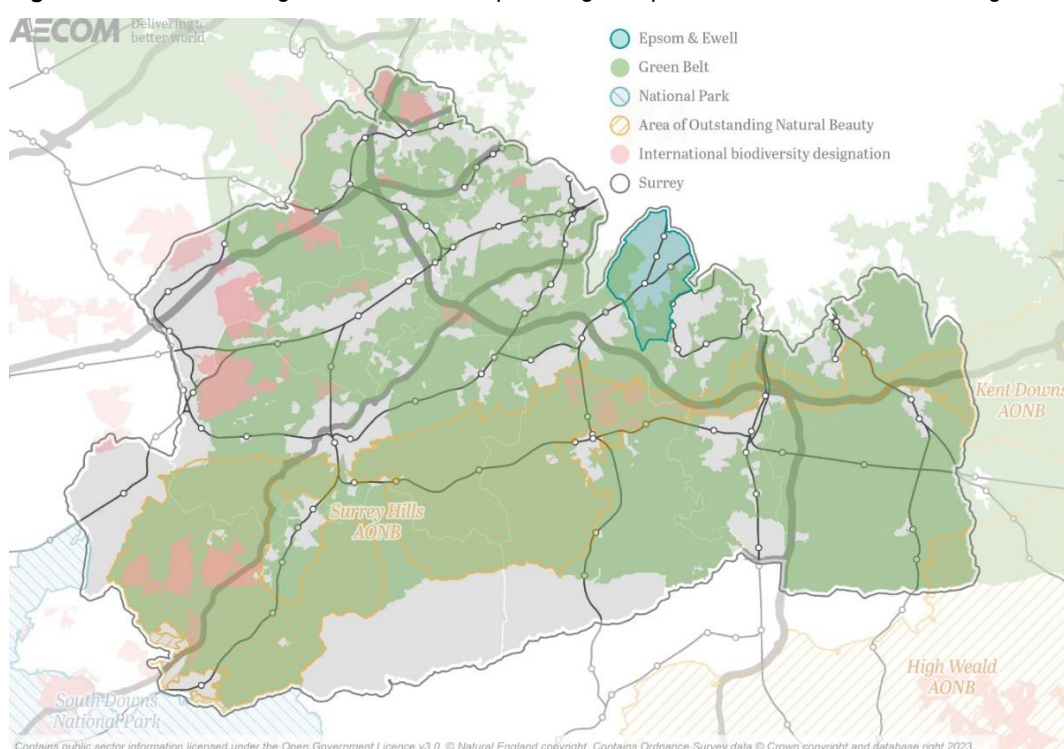 AECOM Delivering a
better world
Epsom & Ewell
Green Belt
National Park
Area of Outstanding Natural Beauty
International biodiversity designation
Surrey
Kent Downs
AONB
Surrey Hills
AONB
High Weald
AONB
South Downs
National Park
Contains public sector information licensed under the Open Government Licence v3.0. © Natural England copyright. Contains Ordnance Survey data © Crown copyright and database right 2023